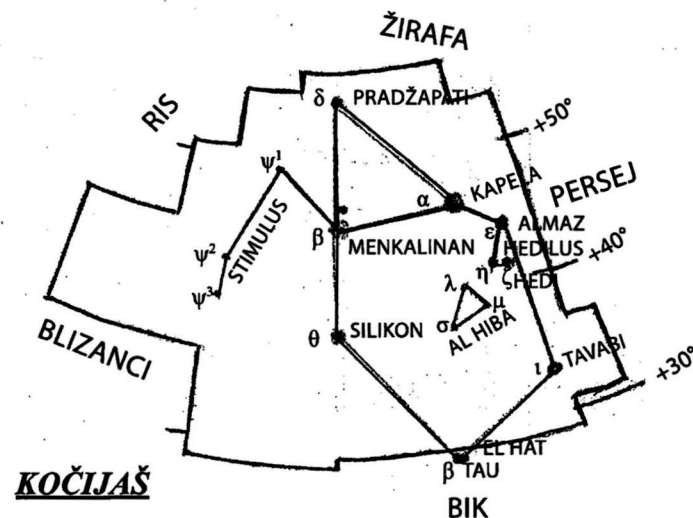 ŽIRAFA
δ PRADŽAPATI
RIS
+50°
ψ¹
α KAPELA
PERSEJ
ε ALMAZ
β MENKALINAN
HEDILUS
η ζ HEDI
+40°
ψ²
STIMULUS
ψ³
λ
μ
σ
AL HIBA
BLIZANCI
θ SILIKON
ι TAVABI
+30°
EL HAT
β TAU
KOČIJAŠ
BIK